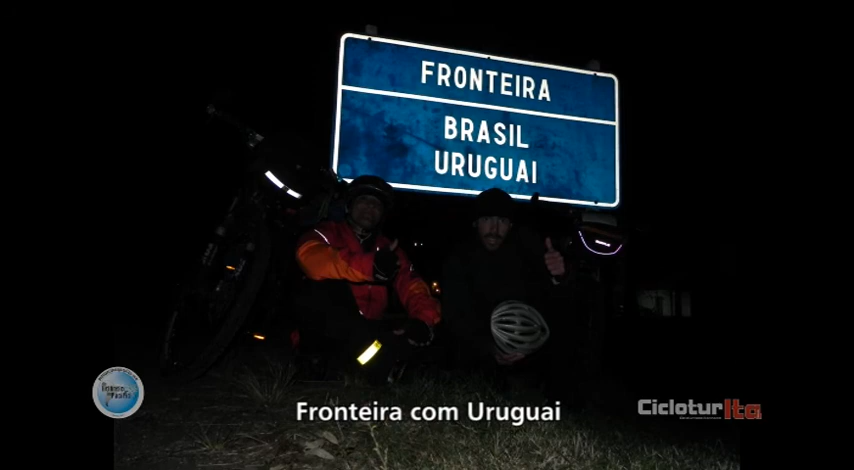 FRONTEIRA
BRASIL
URUGUAI
Fronteira com Uruguai
CicloturIta